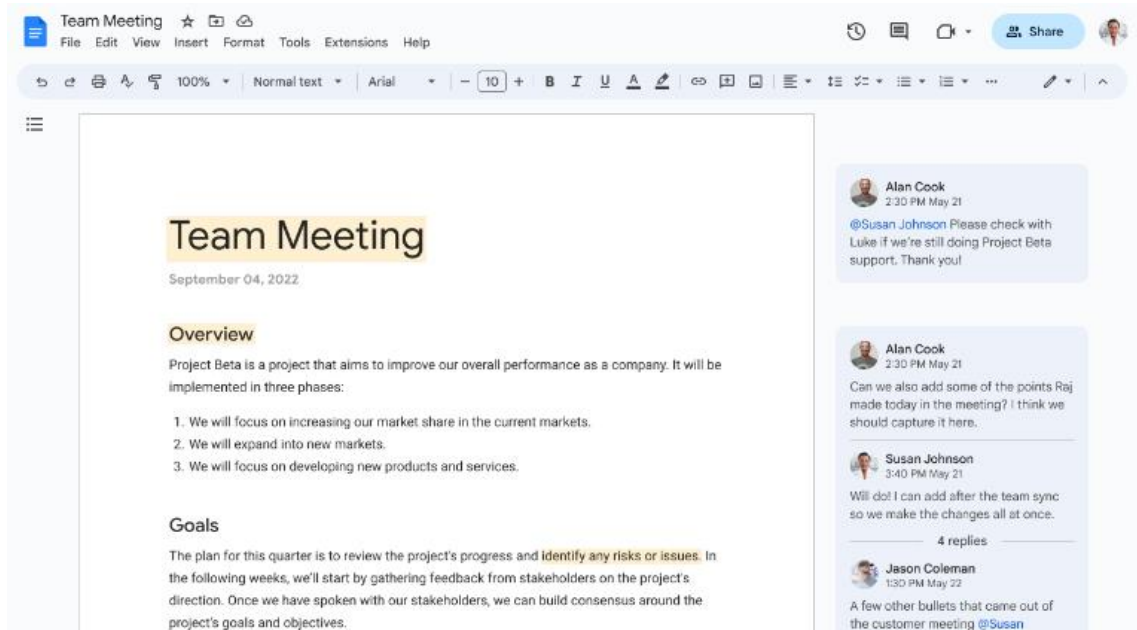 Team Meeting
File Edit View Insert Format Tools Extensions Help
Share
100% Normal text Arial 10 B I U A
Team Meeting
September 04, 2022
Overview
Project Beta is a project that aims to improve our overall performance as a company. It will be
implemented in three phases:
1. We will focus on increasing our market share in the current markets.
2. We will expand into new markets.
3. We will focus on developing new products and services.
Goals
The plan for this quarter is to review the project's progress and identify any risks or issues. In
the following weeks, we'll start by gathering feedback from stakeholders on the project's
direction. Once we have spoken with our stakeholders, we can build consensus around the
project's goals and objectives.
Alan Cook
2:30 PM May 21
@Susan Johnson Please check with
Luke if we're still doing Project Beta
support. Thank you!
Alan Cook
2:30 PM May 21
Can we also add some of the points Raj
made today in the meeting? I think we
should capture it here.
Susan Johnson
3:40 PM May 21
Will do! I can add after the team sync
so we make the changes all at once.
4 replies
Jason Coleman
1:30 PM May 22
A few other bullets that came out of
the customer meeting @Susan